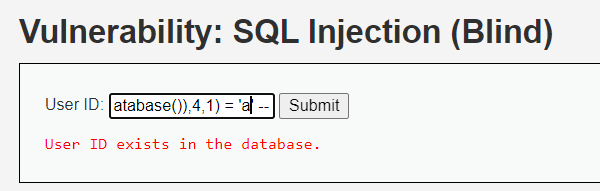 Vulnerability: SQL Injection (Blind)
User ID: atabase()),4,1) = 'a' -- Submit
User ID exists in the database.